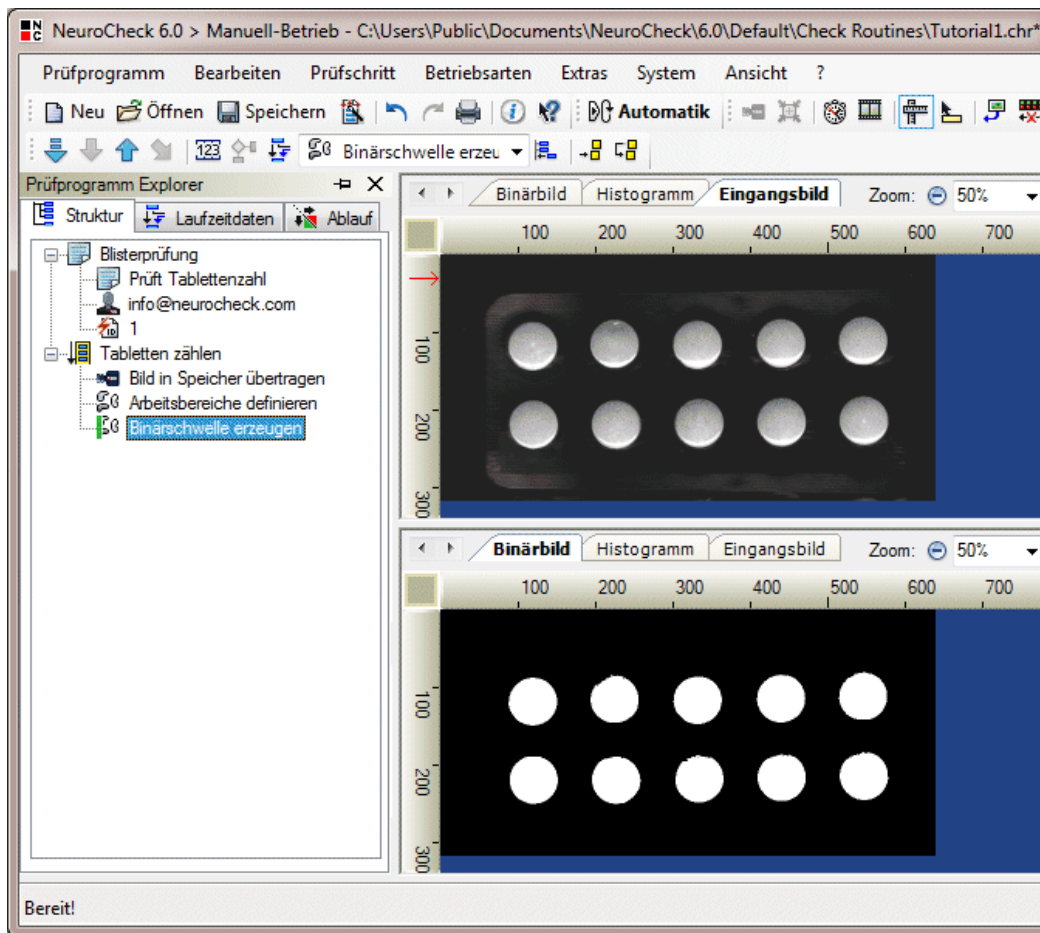 NeuroCheck 6.0 > Manuell-Betrieb - C:\Users\Public\Documents\NeuroCheck\6.0\Default\Check Routines\Tutorial1.chr*
Prüfprogramm Bearbeiten Prüfschritt Betriebsarten Extras System Ansicht ?
Neu Öffnen Speichern Automatik
123 Binärschwelle erzeu
Prüfprogramm Explorer
Struktur Laufzeitdaten Ablauf
Blisterprüfung
Prüft Tablettenzahl
info@neurocheck.com
1
Tabletten zählen
Bild in Speicher übertragen
Arbeitsbereiche definieren
Binärschwelle erzeugen
Binärbild Histogramm Eingangsbild Zoom: 50%
100 200 300 400 500 600 700
100
200
300
Binärbild Histogramm Eingangsbild Zoom: 50%
100 200 300 400 500 600 700
100
200
300
Bereit!